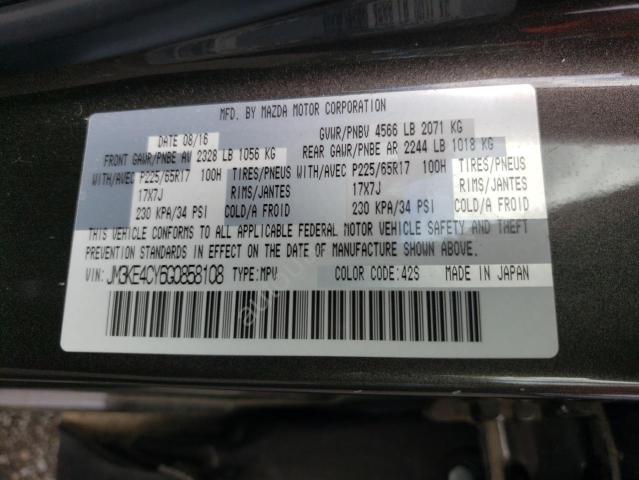 MFD. BY MAZDA MOTOR CORPORATION
DATE 08/16 GVWR/PNBV 4566 LB 2071 KG
FRONT GAWR/PNBE AV 2328 LB 1056 KG REAR GAWR/PNBE AR 2244 LB 1018 KG
WITH/AVEC P225/65R17 100H TIRES/PNEUS WITH/AVEC P225/65R17 100H TIRES/PNEUS
17X7J RIMS/JANTES 17X7J RIMS/JANTES
230 KPA/34 PSI COLD/A FROID 230 KPA/34 PSI COLD/A FROID
THIS VEHICLE CONFORMS TO ALL APPLICABLE FEDERAL MOTOR VEHICLE SAFETY AND THEFT
PREVENTION STANDARDS IN EFFECT ON THE DATE OF MANUFACTURE SHOWN ABOVE.
VIN: JM3KE4CY5G0858108 TYPE: MPV COLOR CODE: 42S MADE IN JAPAN